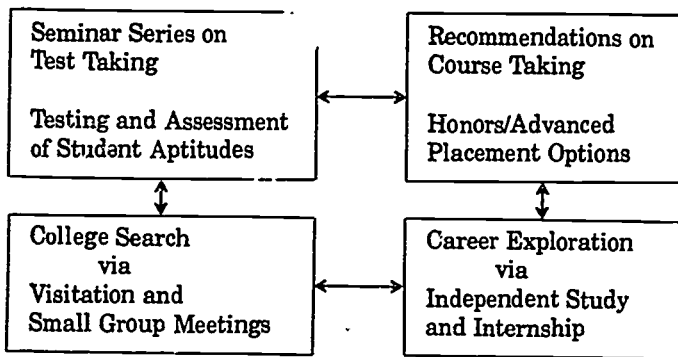 Seminar Series on
Test Taking
Testing and Assessment
of Student Aptitudes
Recommendations on
Course Taking
Honors/Advanced
Placement Options
College Search
via
Visitation and
Small Group Meetings
Career Exploration
via
Independent Study
and Internship